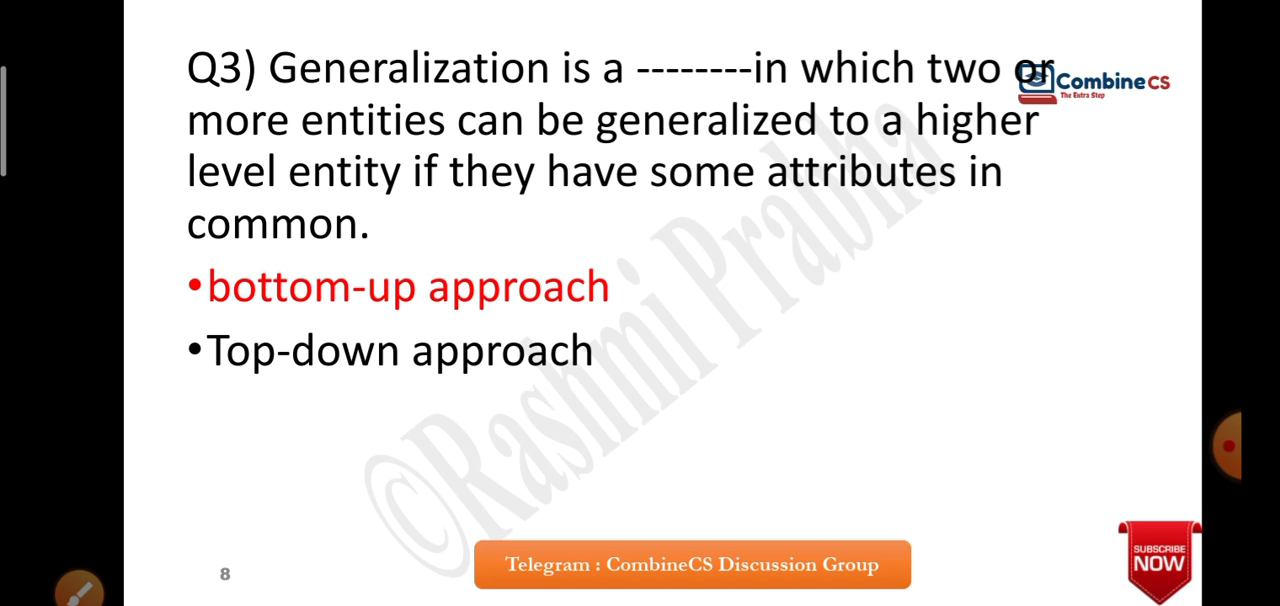 Q3) Generalization is a --------in which two or
more entities can be generalized to a higher
level entity if they have some attributes in
common.
•bottom-up approach
•Top-down approach
CombineCS
The Extra Step
©Rashmi Prabha
8
Telegram : CombineCS Discussion Group
SUBSCRIBE
NOW